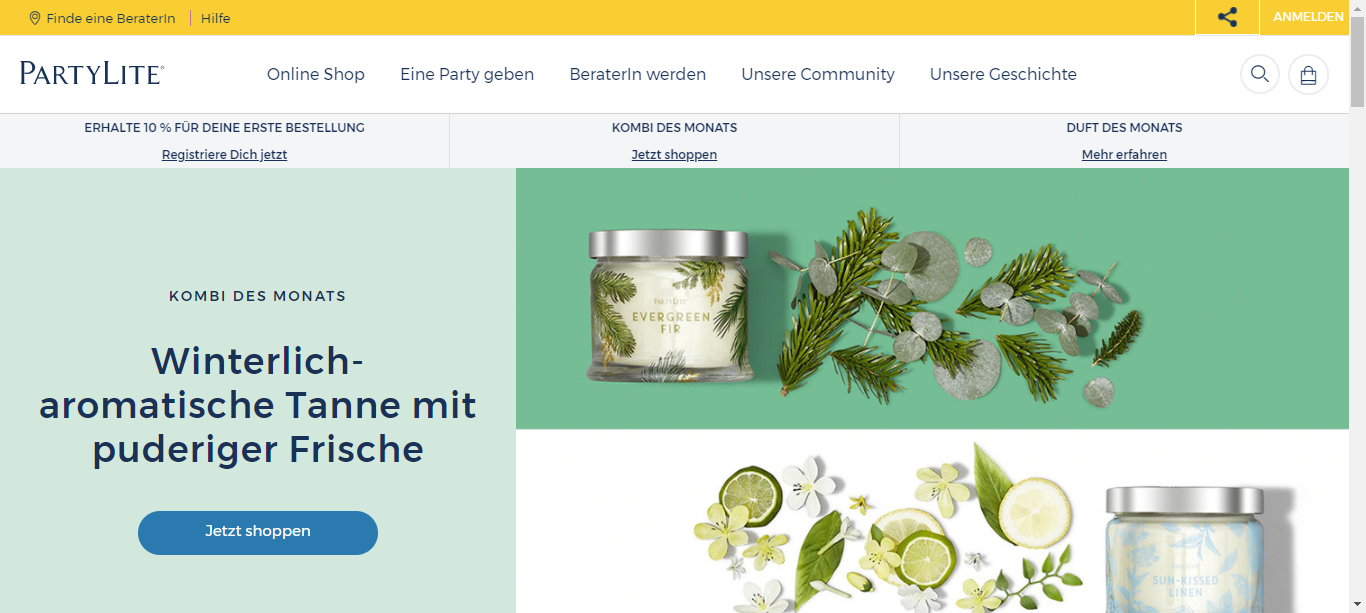 Finde eine BeraterIn
Hilfe
ANMELDEN
PARTYLITE®
Online Shop
Eine Party geben
BeraterIn werden
Unsere Community
Unsere Geschichte
ERHALTE 10 % FÜR DEINE ERSTE BESTELLUNG
Registriere Dich jetzt
KOMBI DES MONATS
Jetzt shoppen
DUFT DES MONATS
Mehr erfahren
KOMBI DES MONATS
Winterlich-
aromatische Tanne mit
puderiger Frische
Jetzt shoppen
PARTYLITE
EVERGREEN
FIR
PARTYLITE
SUN-KISSED
LINEN